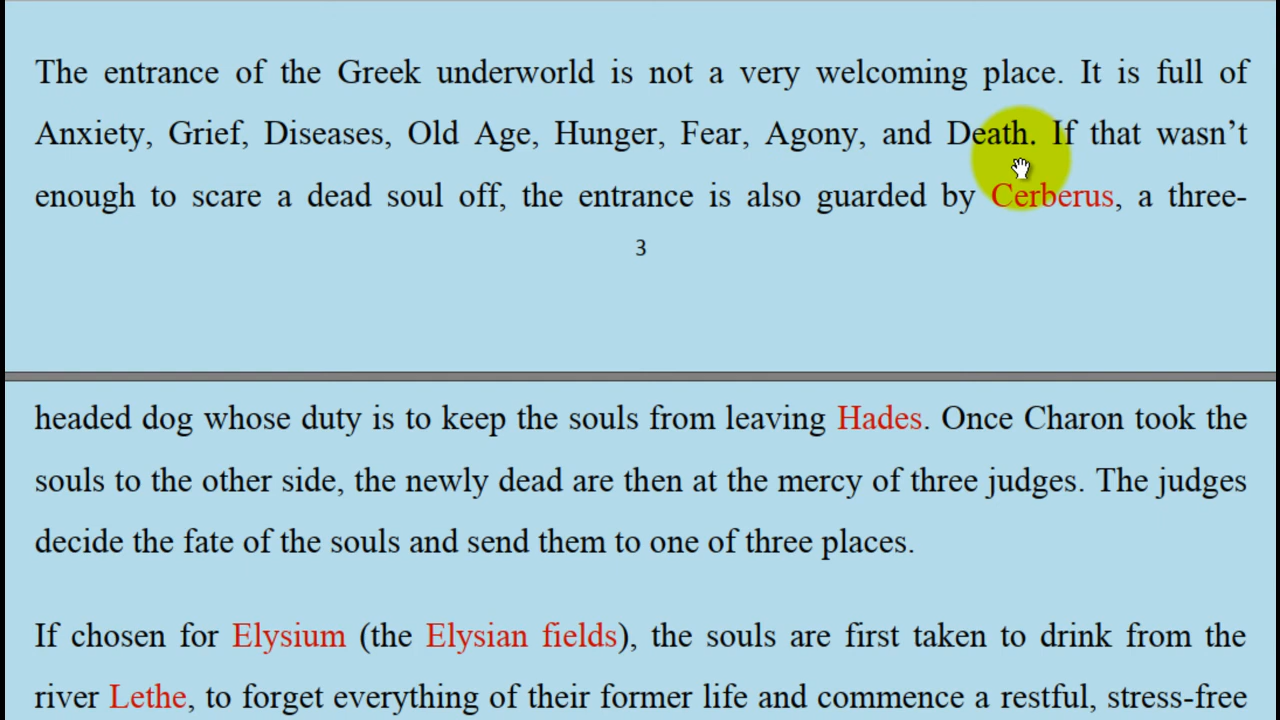 The entrance of the Greek underworld is not a very welcoming place. It is full of
Anxiety, Grief, Diseases, Old Age, Hunger, Fear, Agony, and Death. If that wasn’t
enough to scare a dead soul off, the entrance is also guarded by Cerberus, a three-
3
headed dog whose duty is to keep the souls from leaving Hades. Once Charon took the
souls to the other side, the newly dead are then at the mercy of three judges. The judges
decide the fate of the souls and send them to one of three places.
If chosen for Elysium (the Elysian fields), the souls are first taken to drink from the
river Lethe, to forget everything of their former life and commence a restful, stress-free